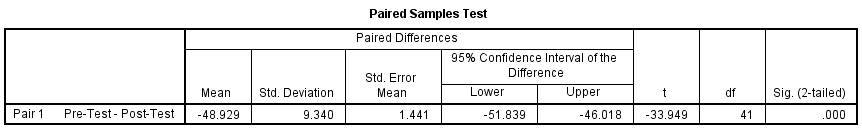 Paired Samples Test
Paired Differences
95% Confidence Interval of the
Difference
Std. Error
Mean
Mean Std. Deviation Lower Upper t df Sig. (2-tailed)
Pair 1 Pre-Test - Post-Test -48.929 9.340 1.441 -51.839 -46.018 -33.949 41 .000